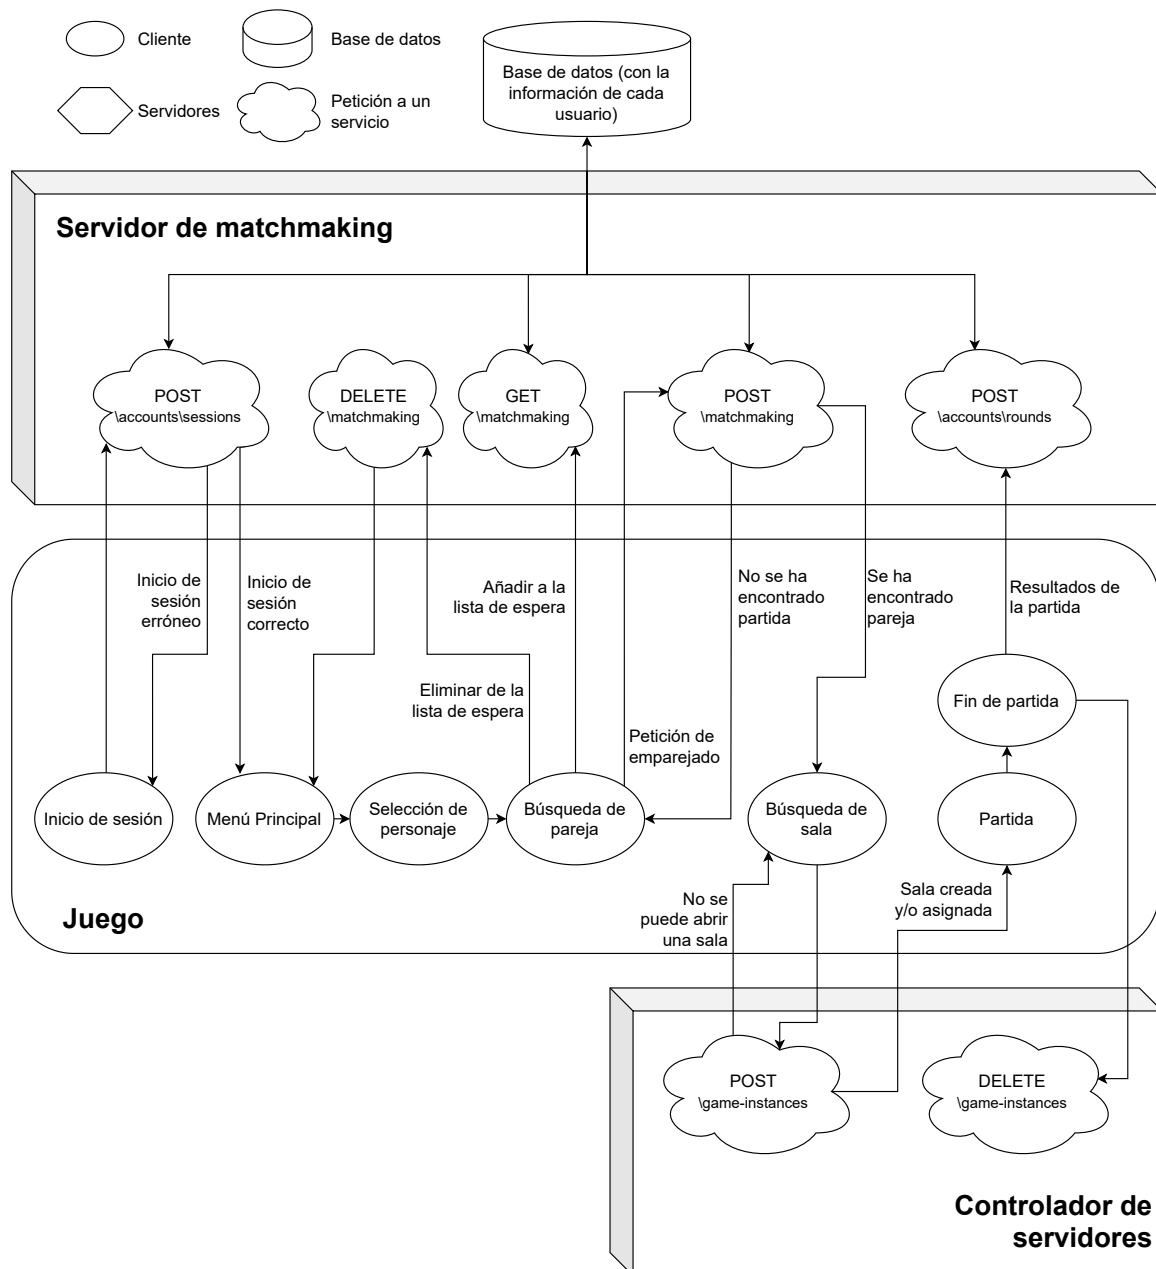 Cliente
Base de datos
Servidores
Petición a un
servicio
Base de datos (con la
información de cada
usuario)
Servidor de matchmaking
POST
\accounts\sessions
DELETE
\matchmaking
GET
\matchmaking
POST
\matchmaking
POST
\accounts\rounds
Inicio de
sesión
erróneo
Inicio de
sesión
correcto
Añadir a la
lista de espera
No se ha
encontrado
partida
Se ha
encontrado
pareja
Resultados de
la partida
Eliminar de la
lista de espera
Petición de
emparejado
Fin de partida
Inicio de sesión
Menú Principal
Selección de
personaje
Búsqueda de
pareja
Búsqueda de
sala
Partida
Juego
No se
puede abrir
una sala
Sala creada
y/o asignada
POST
\game-instances
DELETE
\game-instances
Controlador de
servidores